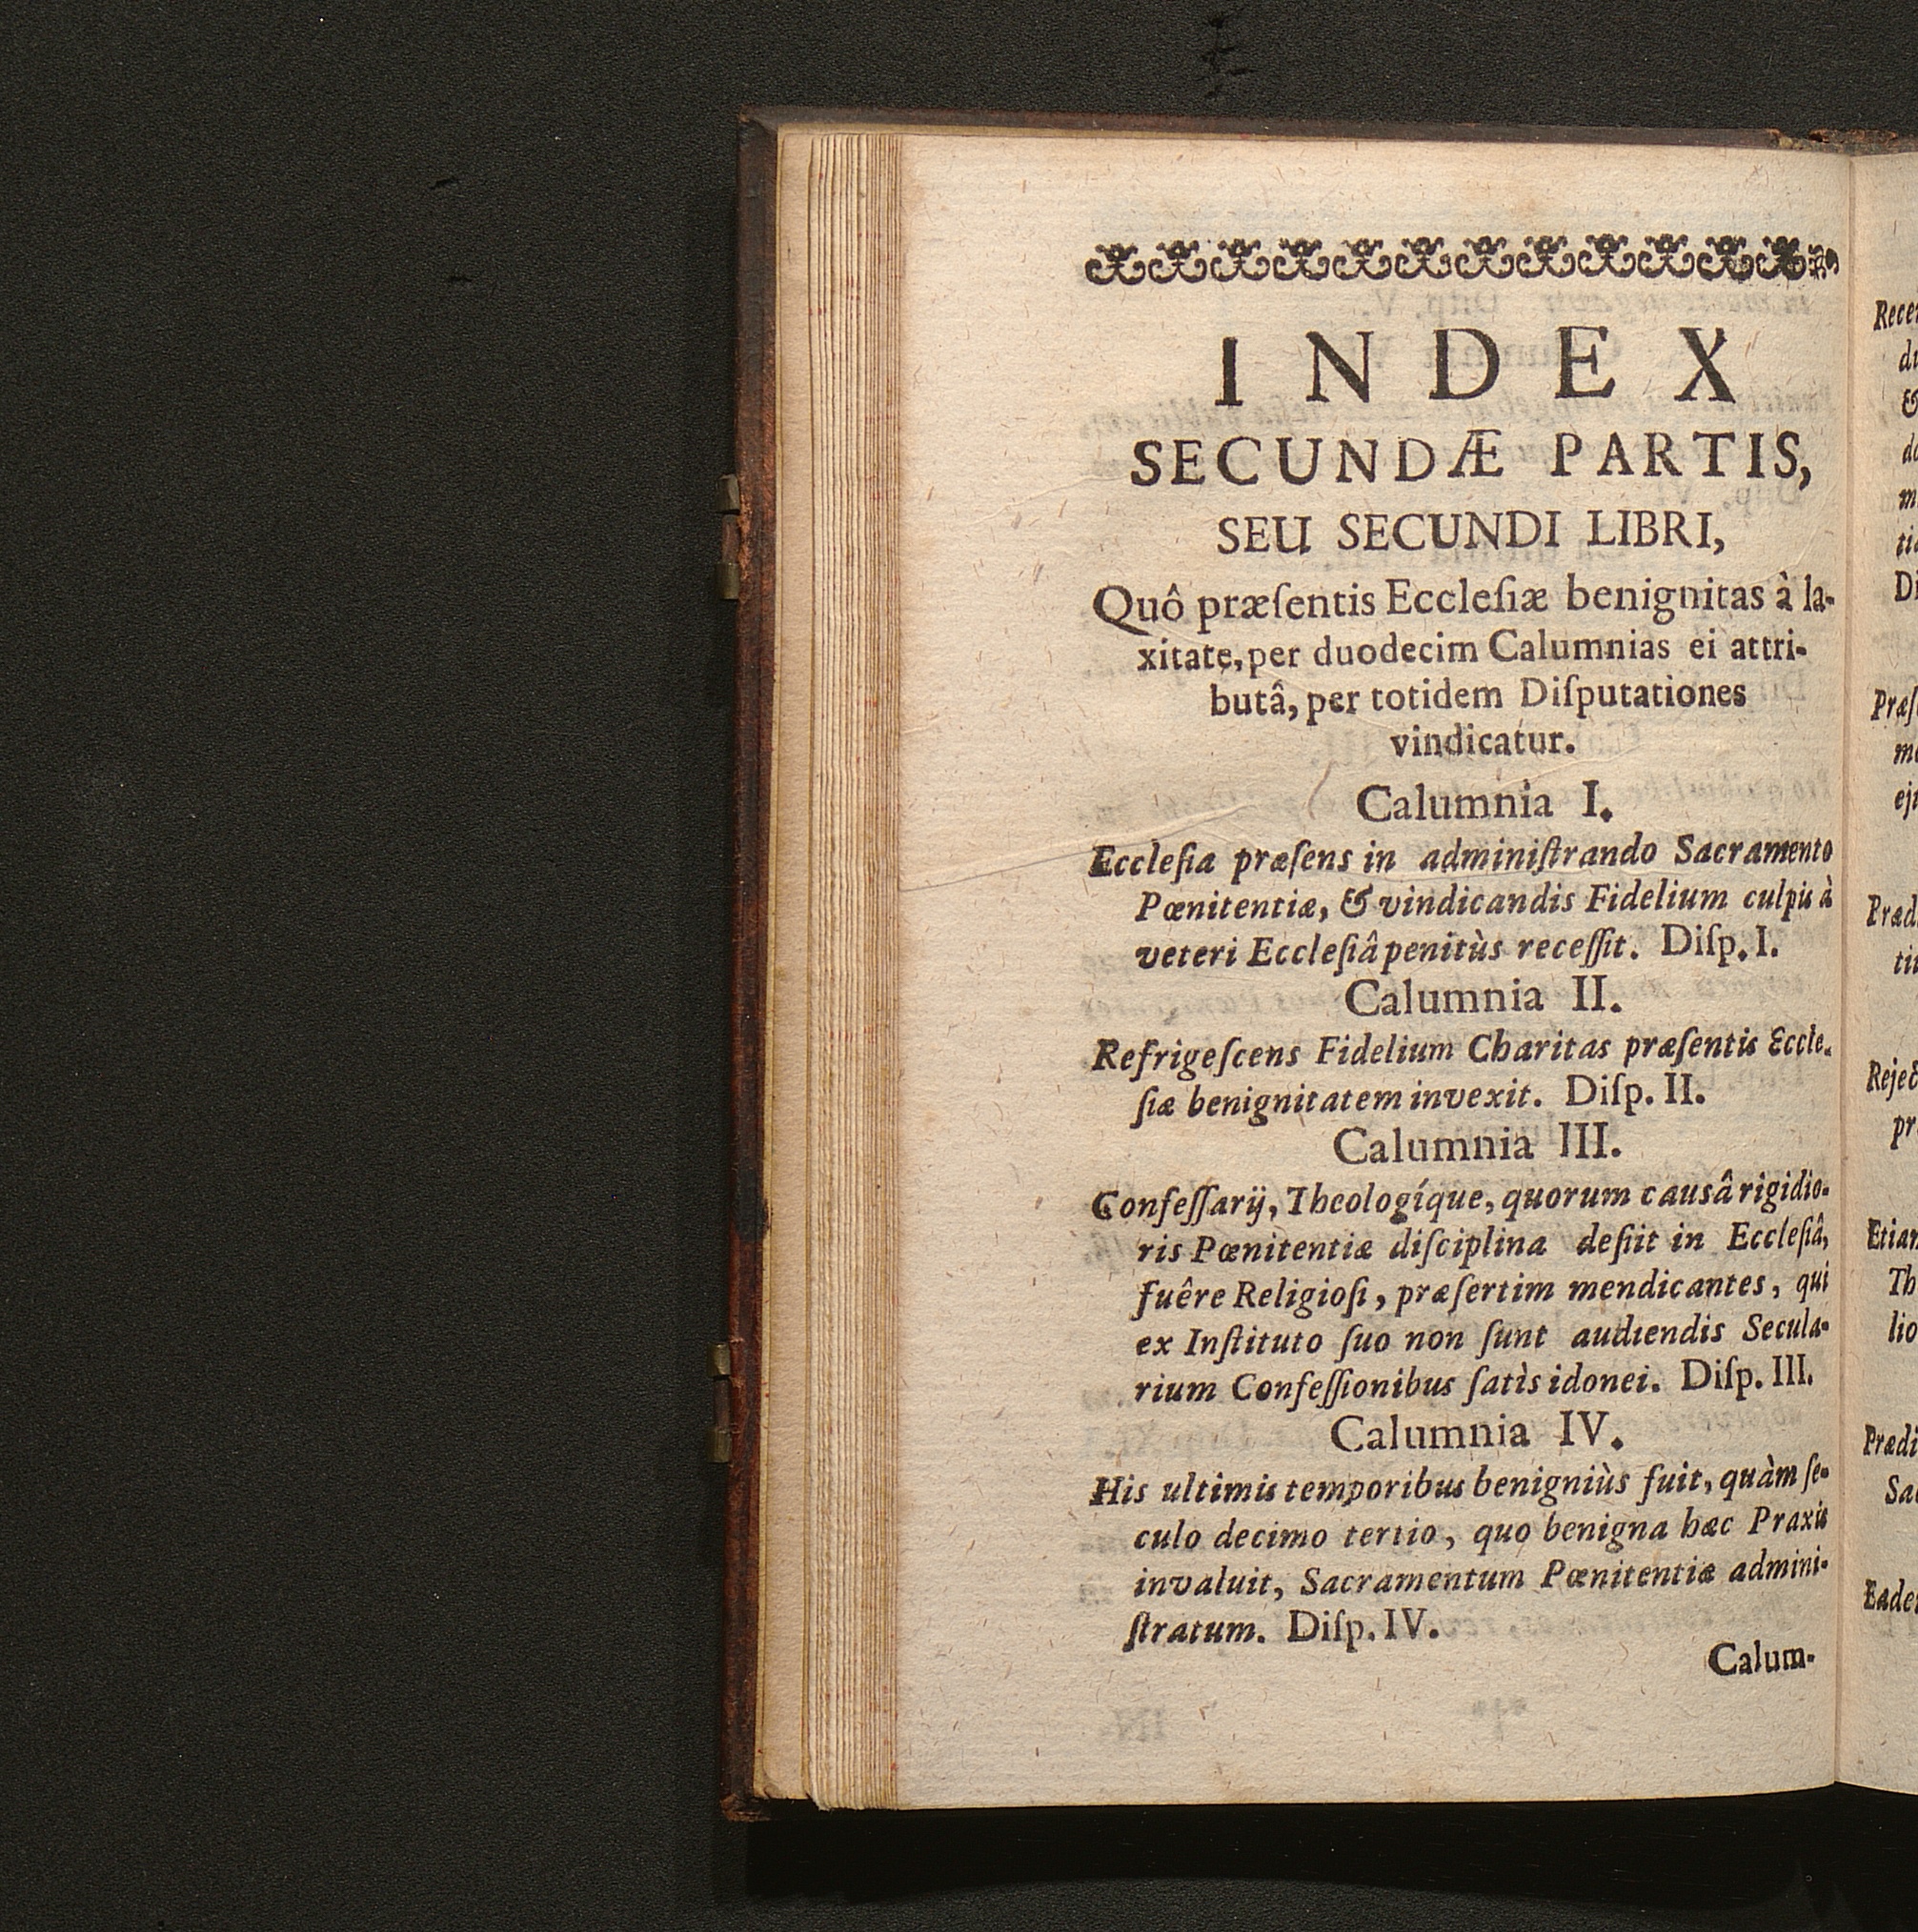 INDEX
SECUNDÆ PARTIS,
SEU SECUNDI LIBRI,
Quô præſentis Eccleſiæ benignitas à la-
xitate, per duodecim Calumnias ei attri-
butâ, per totidem Diſputationes
vindicatur.
Calumnia I.
Eccleſia præſens in adminiſtrando Sacramento
Pœnitentiæ, & vindicandis Fidelium culpis à
veteri Eccleſiâ penitùs receſſit. Diſp. I.
Calumnia II.
Refrigeſcens Fidelium Charitas præſentis Eccle-
ſiæ benignitatem invexit. Diſp. II.
Calumnia III.
Confeſſarij, Theologíque, quorum causâ rigidio-
ris Pœnitentiæ diſciplina deſiit in Eccleſiâ,
fuêre Religioſi, præſertim mendicantes, qui
ex Inſtituto ſuo non ſunt audiendis Secula-
rium Confeſſionibus ſatìs idonei. Diſp. III.
Calumnia IV.
His ultimis temporibus benigniùs fuit, quàm ſe-
culo decimo tertio, quo benigna hæc Praxis
invaluit, Sacramentum Pœnitentiæ admini-
ſtratum. Diſp. IV.
Calum-